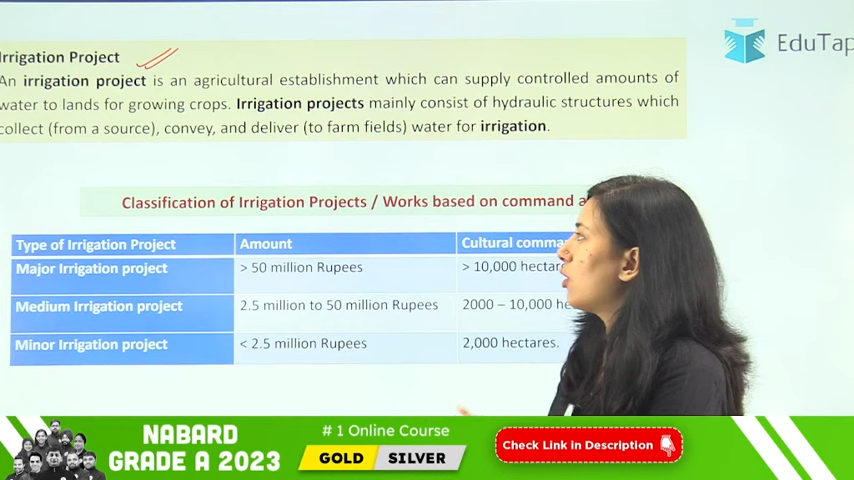 Irrigation Project
An irrigation project is an agricultural establishment which can supply controlled amounts of
water to lands for growing crops. Irrigation projects mainly consist of hydraulic structures which
collect (from a source), convey, and deliver (to farm fields) water for irrigation.
EduTap
Classification of Irrigation Projects / Works based on command
Type of Irrigation Project Amount Cultural
Major Irrigation project > 50 million Rupees > 10,000
Medium Irrigation project 2.5 million to 50 million Rupees 2000 – 10,000
Minor Irrigation project < 2.5 million Rupees 2,000 hectares.
NABARD
GRADE A 2023
# 1 Online Course
GOLD SILVER
Check Link in Description